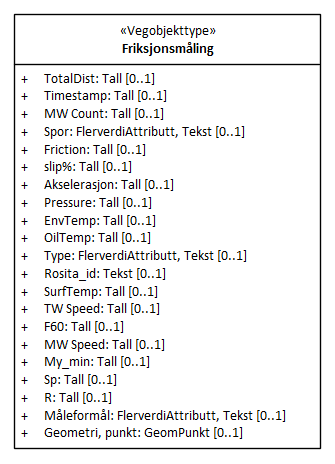 «Vegobjekttype»
Friksjonsmåling
+ TotalDist: Tall [0..1]
+ Timestamp: Tall [0..1]
+ MW Count: Tall [0..1]
+ Spor: FlerverdiAttributt, Tekst [0..1]
+ Friction: Tall [0..1]
+ slip%: Tall [0..1]
+ Akselerasjon: Tall [0..1]
+ Pressure: Tall [0..1]
+ EnvTemp: Tall [0..1]
+ OilTemp: Tall [0..1]
+ Type: FlerverdiAttributt, Tekst [0..1]
+ Rosita_id: Tekst [0..1]
+ SurfTemp: Tall [0..1]
+ TW Speed: Tall [0..1]
+ F60: Tall [0..1]
+ MW Speed: Tall [0..1]
+ My_min: Tall [0..1]
+ Sp: Tall [0..1]
+ R: Tall [0..1]
+ Måleformål: FlerverdiAttributt, Tekst [0..1]
+ Geometri, punkt: GeomPunkt [0..1]